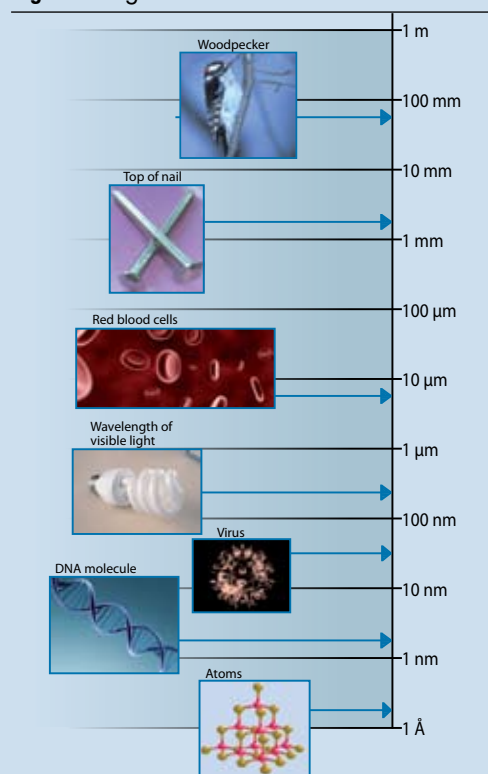 Woodpecker
1 m
100 mm
10 mm
Top of nail
1 mm
100 µm
Red blood cells
10 µm
Wavelength of
visible light
1 µm
100 nm
Virus
DNA molecule
10 nm
1 nm
Atoms
1 Å